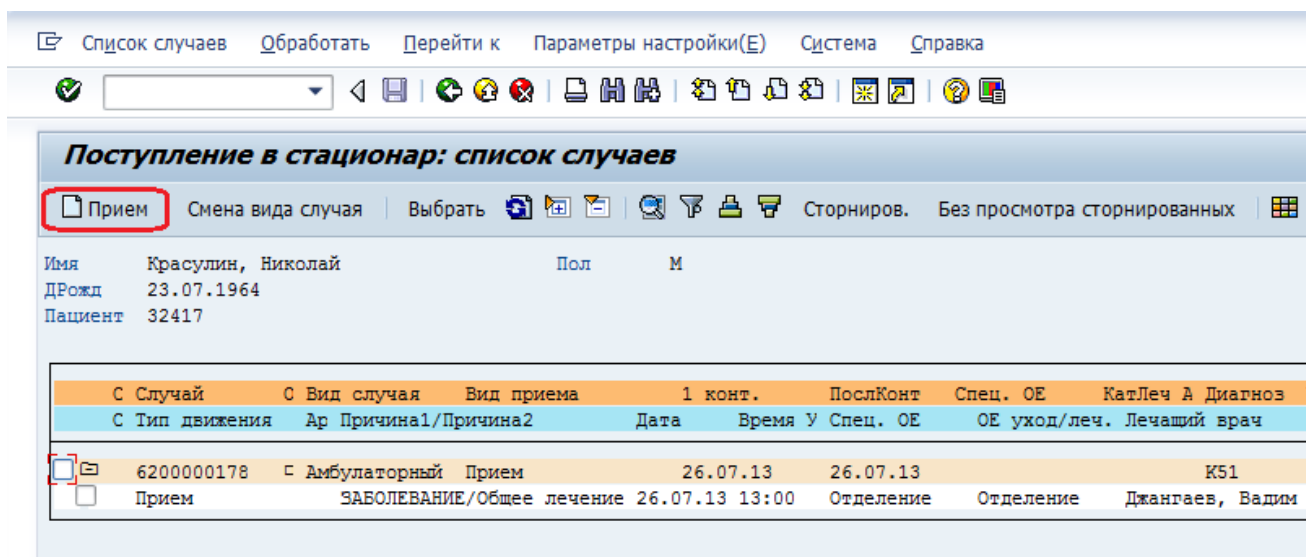 Список случаев Обработать Перейти к Параметры настройки(Е) Система Справка
Поступление в стационар: список случаев
Прием Смена вида случая Выбрать Сторниров. Без просмотра сторнированных
Имя Красулин, Николай Пол М
ДРожд 23.07.1964
Пациент 32417
С Случай О Вид случая Вид приема 1 конт. ПослКонт Спец. ОЕ КатЛеч А Диагноз
С Тип движения Ар Причина1/Причина2 Дата Время У Спец. ОЕ ОЕ уход/леч. Лечащий врач
6200000178 Амбулаторный Прием 26.07.13 26.07.13 K51
Прием ЗАБОЛЕВАНИЕ/Общее лечение 26.07.13 13:00 Отделение Отделение Джангаев, Вадим